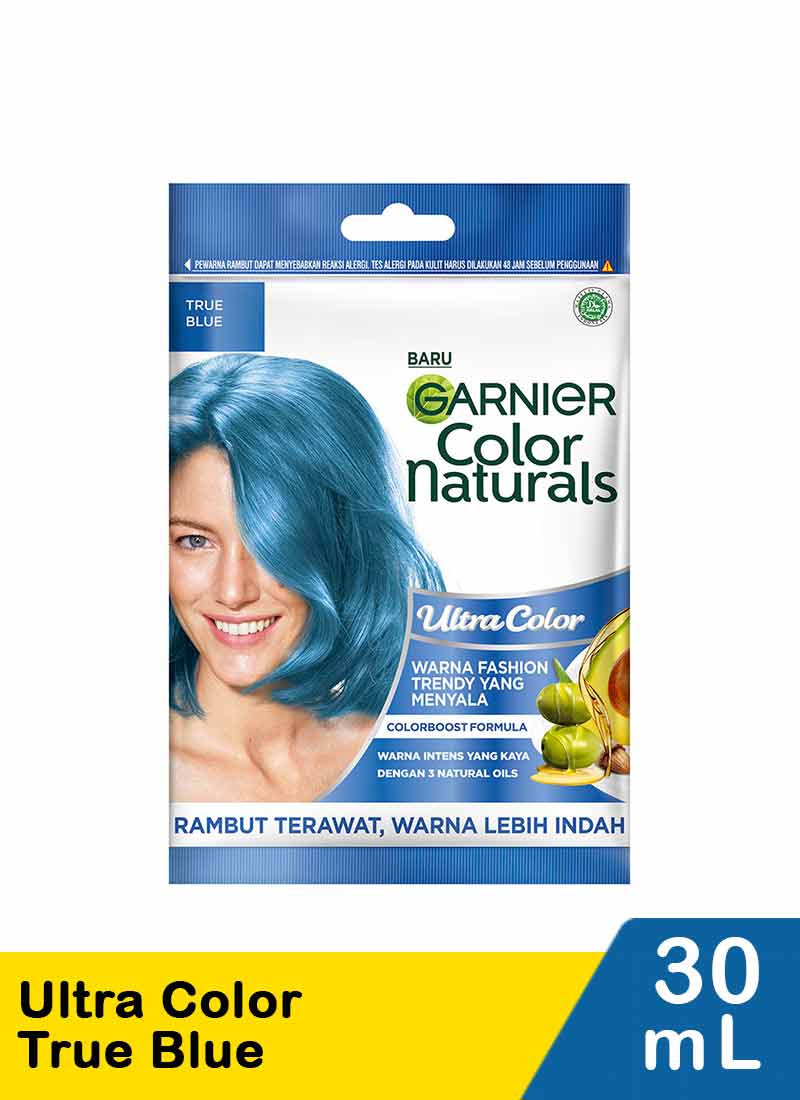 PEWARNA RAMBUT DAPAT MENYEBABKAN REAKSI ALERGI. TES ALERGI PADA KULIT HARUS DILAKUKAN 48 JAM SEBELUM PENGGUNAAN
TRUE
BLUE
HALAL
BARU
GARNIER
Color
Naturals
Ultra Color
WARNA FASHION
TRENDY YANG
MENYALA
COLORBOOST FORMULA
WARNA INTENS YANG KAYA
DENGAN 3 NATURAL OILS
RAMBUT TERAWAT, WARNA LEBIH INDAH
Ultra Color
True Blue
30
mL